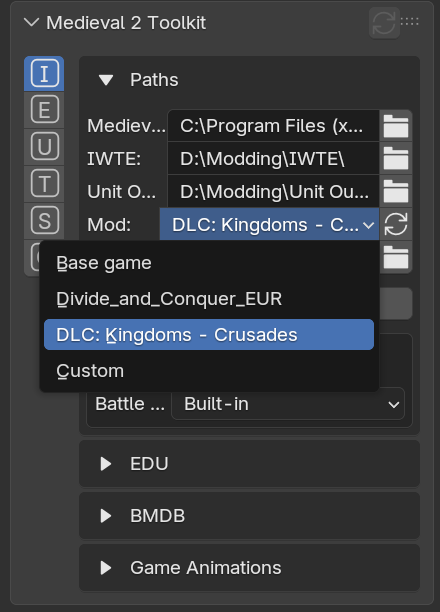 Medieval 2 Toolkit
I
E
U
T
S
Paths
Mediev... C:\Program Files (x...
IWTE: D:\Modding\IWTE\
Unit O... D:\Modding\Unit Ou...
Mod: DLC: Kingdoms - C...
Base game
Divide_and_Conquer_EUR
DLC: Kingdoms - Crusades
Custom
Battle ... Built-in
EDU
BMDB
Game Animations